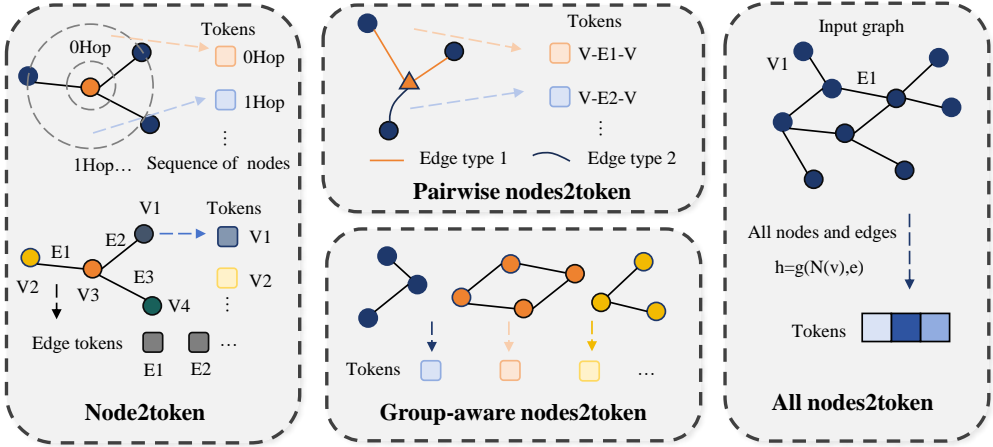 0Hop
1Hop…
Tokens
0Hop
1Hop
⋮
Sequence of nodes
V1
E2
E1
V2
V3
E3
V4
Tokens
V1
V2
⋮
Edge tokens
…
E1
E2
Node2token
Tokens
V-E1-V
V-E2-V
⋮
Edge type 1
Edge type 2
Pairwise nodes2token
Tokens
…
Group-aware nodes2token
Input graph
V1
E1
All nodes and edges
h=g(N(v),e)
Tokens
All nodes2token